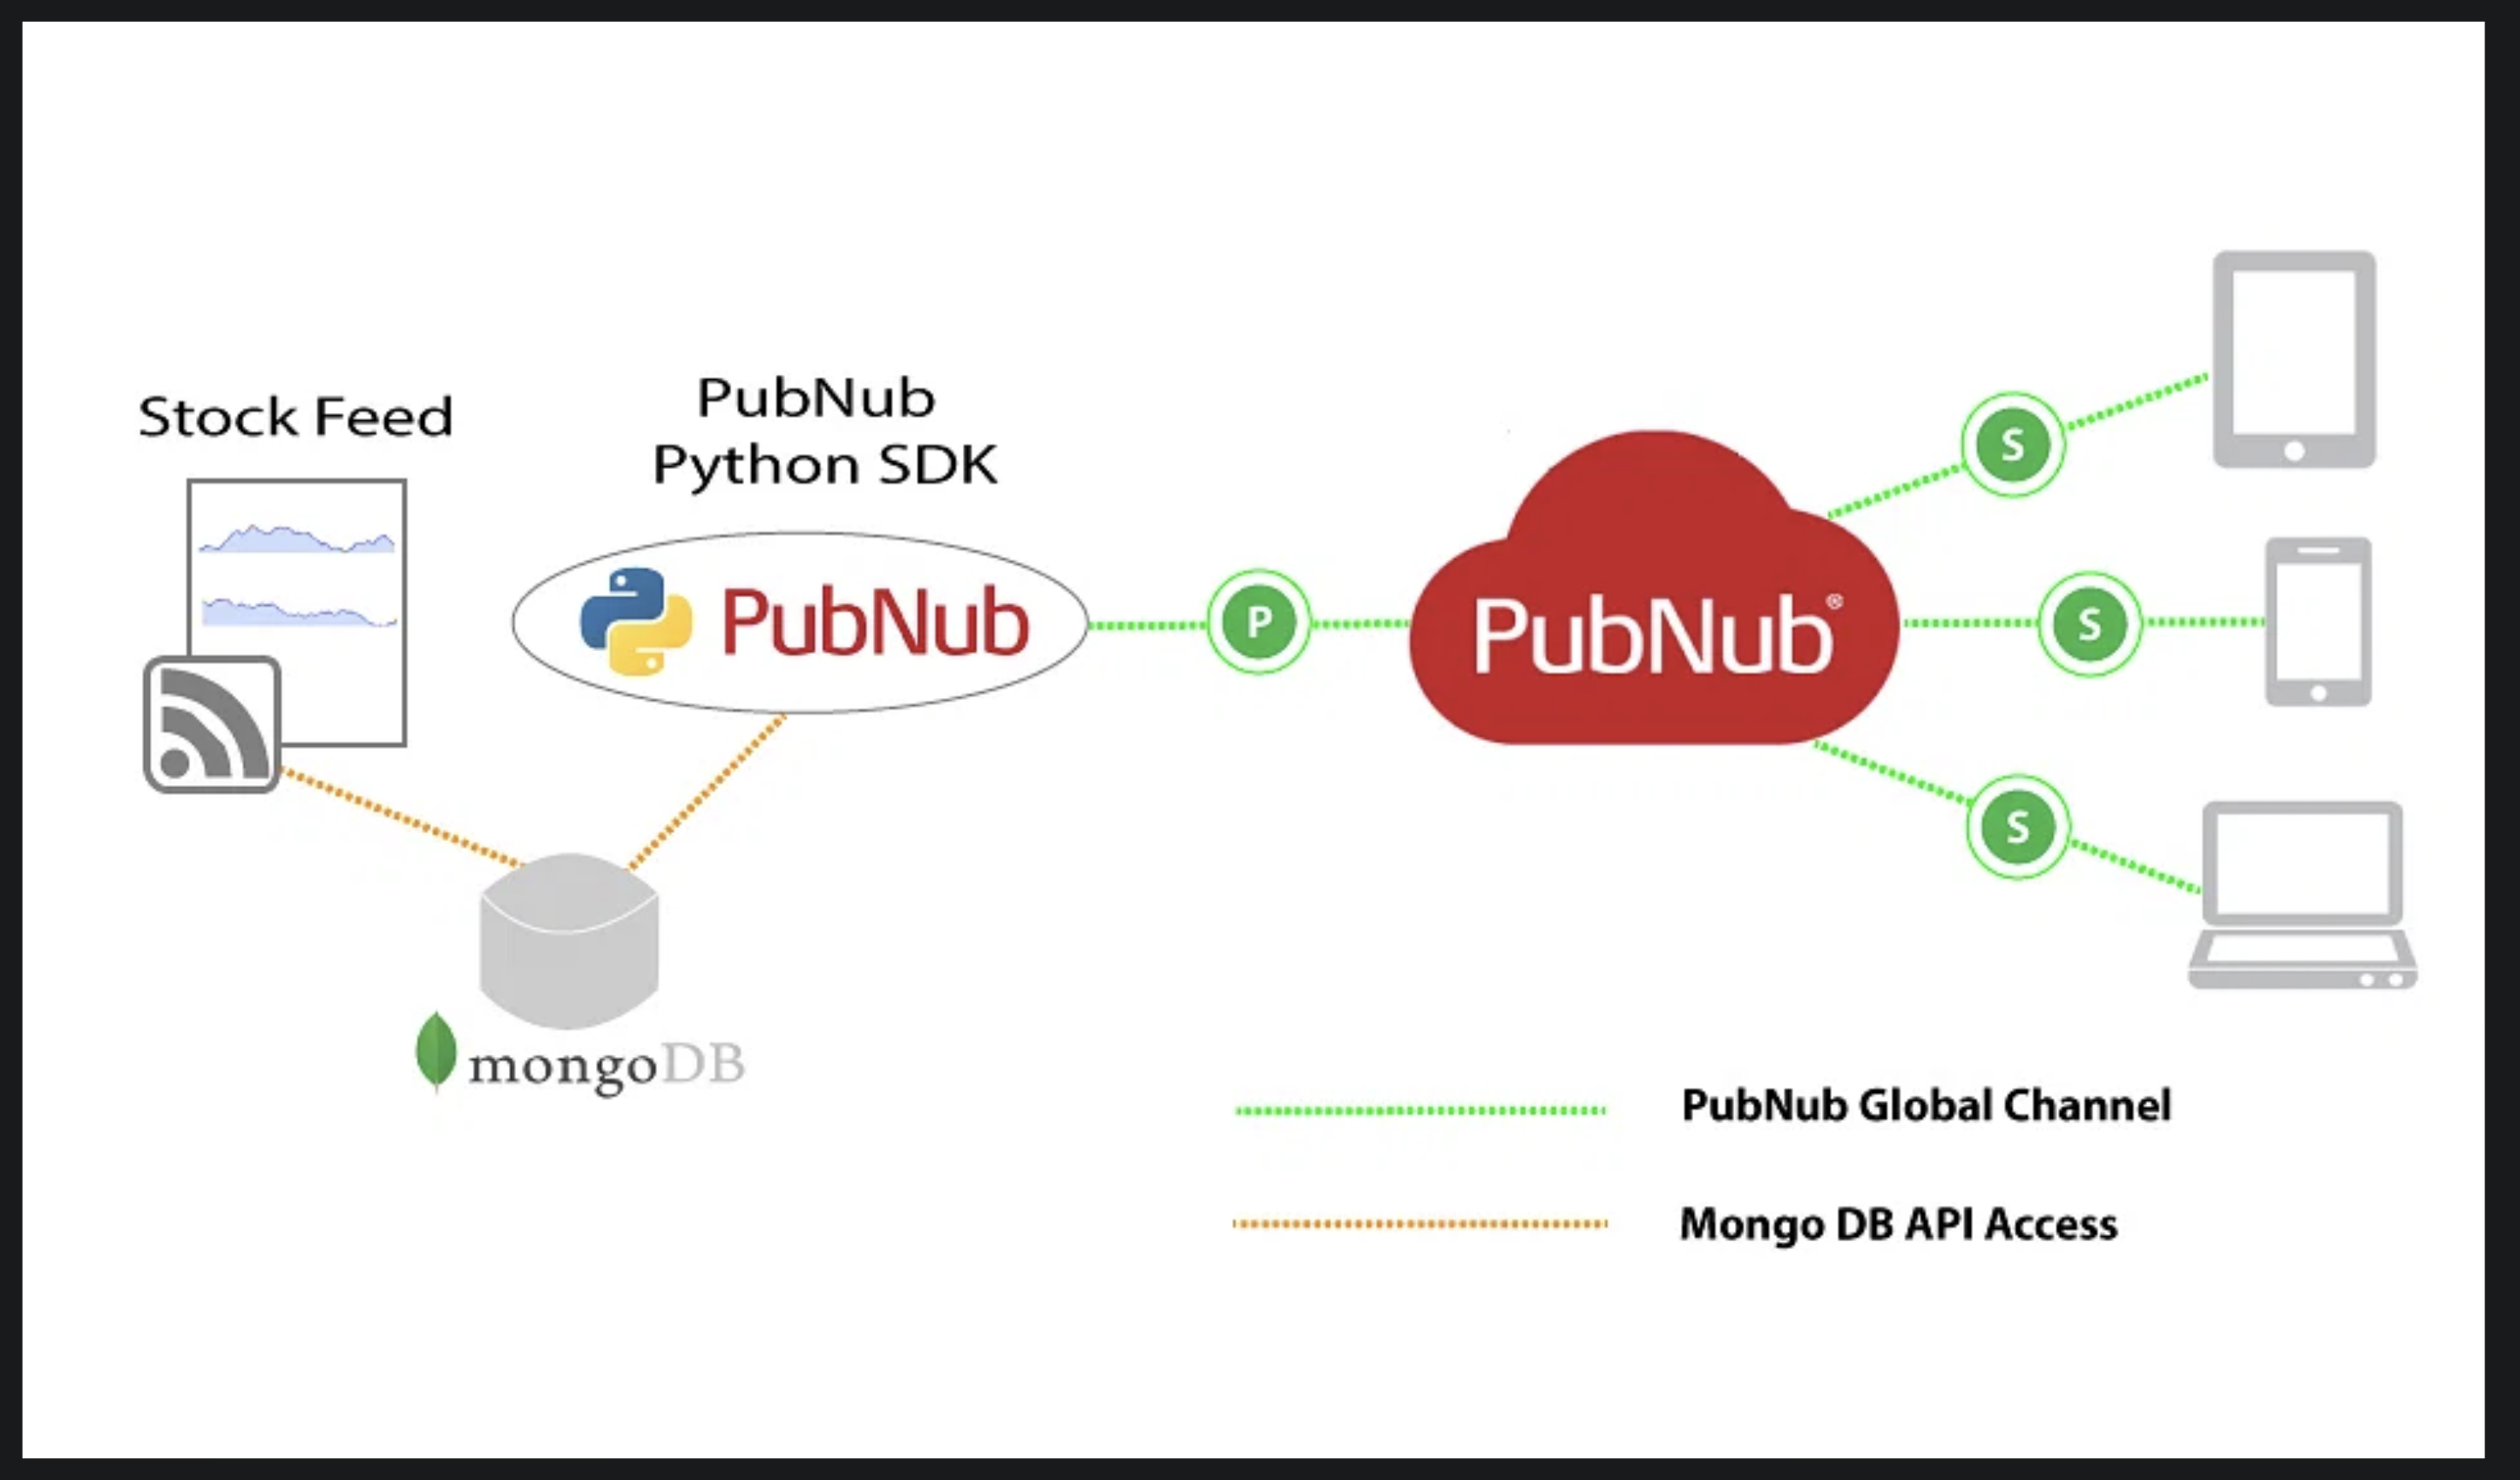 Stock Feed
PubNub
Python SDK
PubNub
P
PubNub®
S
S
S
mongoDB
PubNub Global Channel
Mongo DB API Access